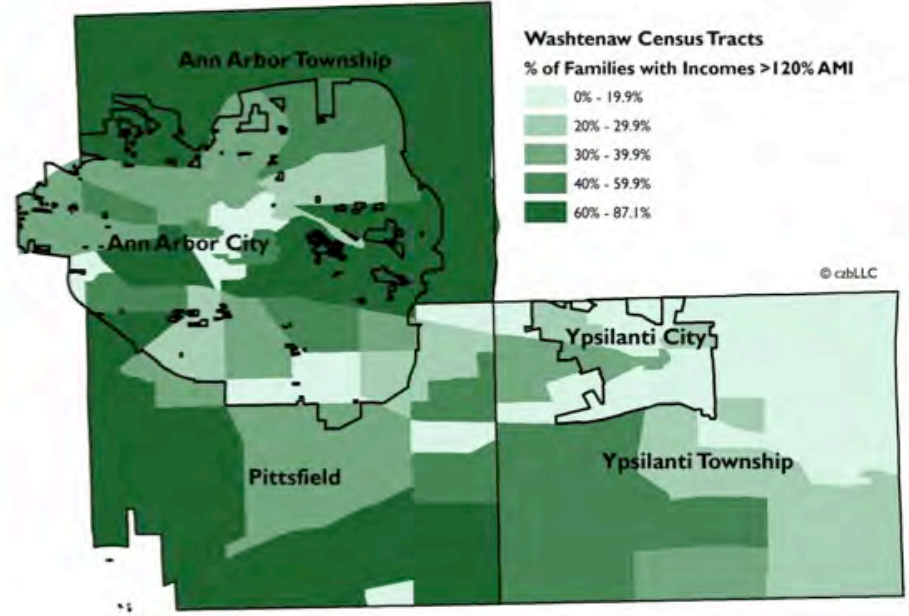 Washtenaw Census Tracts
% of Families with Incomes >120% AMI
0% - 19.9%
20% - 29.9%
30% - 39.9%
40% - 59.9%
60% - 87.1%
© czbLLC
Ann Arbor Township
Ann Arbor City
Ypsilanti City
Pittsfield
Ypsilanti Township